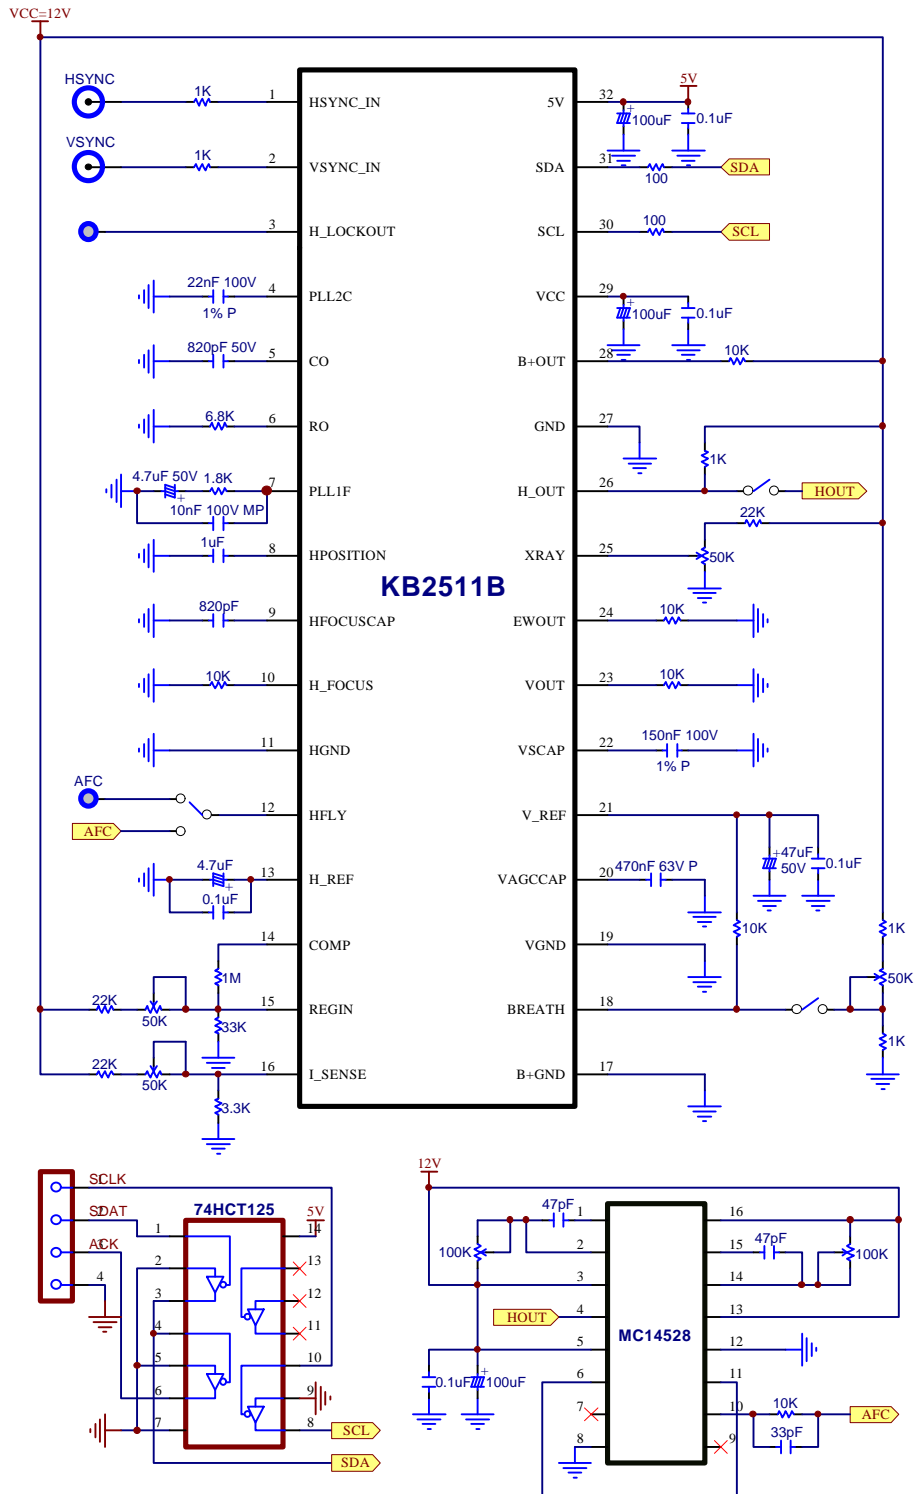 VCC=12V
HSYNC
1K
1
HSYNC_IN
5V
32
5V
100uF
0.1uF
VSYNC
1K
2
VSYNC_IN
SDA
31
100
SDA
3
H_LOCKOUT
SCL
30
100
SCL
22nF 100V
1% P
4
PLL2C
VCC
29
100uF
0.1uF
820pF 50V
5
CO
B+OUT
28
10K
6.8K
6
RO
GND
27
1K
4.7uF 50V
1.8K
7
PLL1F
10nF 100V MP
H_OUT
26
HOUT
22K
1uF
8
HPOSITION
XRAY
25
50K
KB2511B
820pF
9
HFOCUSCAP
EWOUT
24
10K
10K
10
H_FOCUS
VOUT
23
10K
11
HGND
VSCAP
22
150nF 100V
1% P
AFC
AFC
12
HFLY
V_REF
21
47uF
50V
0.1uF
4.7uF
0.1uF
13
H_REF
VAGCCAP
20
470nF 63V P
10K
1K
14
COMP
VGND
19
1M
50K
22K
50K
15
REGIN
BREATH
18
33K
1K
22K
50K
16
I_SENSE
B+GND
17
3.3K
SCLK
1
SDAT
2
ACK
3
4
74HCT125
5V
1
14
2
13
3
12
4
11
5
10
6
9
7
8
SCL
SDA
12V
47pF
1
16
100K
2
15
47pF
100K
3
14
HOUT
4
13
MC14528
5
12
0.1uF
100uF
6
11
7
10
10K
AFC
33pF
8
9